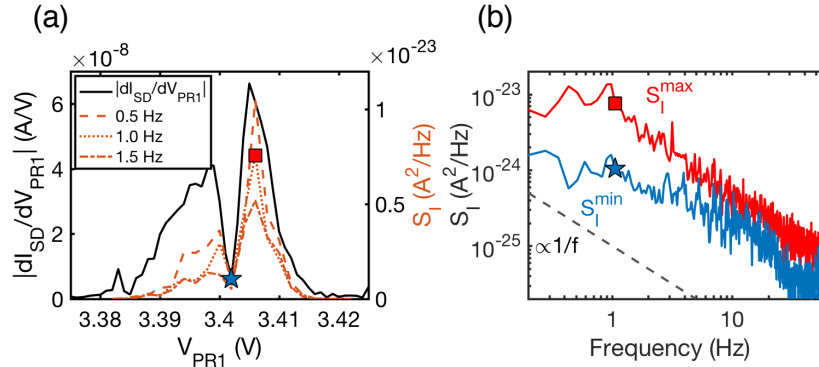 (a)
×10⁻⁸
×10⁻²³
|dI_SD/dV_PR1| (A/V)
6
4
2
0
|dI_SD/dV_PR1|
0.5 Hz
1.0 Hz
1.5 Hz
1
0.5
0
S_I (A²/Hz)
3.38
3.39
3.4
3.41
3.42
V_PR1 (V)
(b)
S_I (A²/Hz)
10⁻²³
10⁻²⁴
10⁻²⁵
S_I^max
S_I^min
∝1/f
1
10
Frequency (Hz)